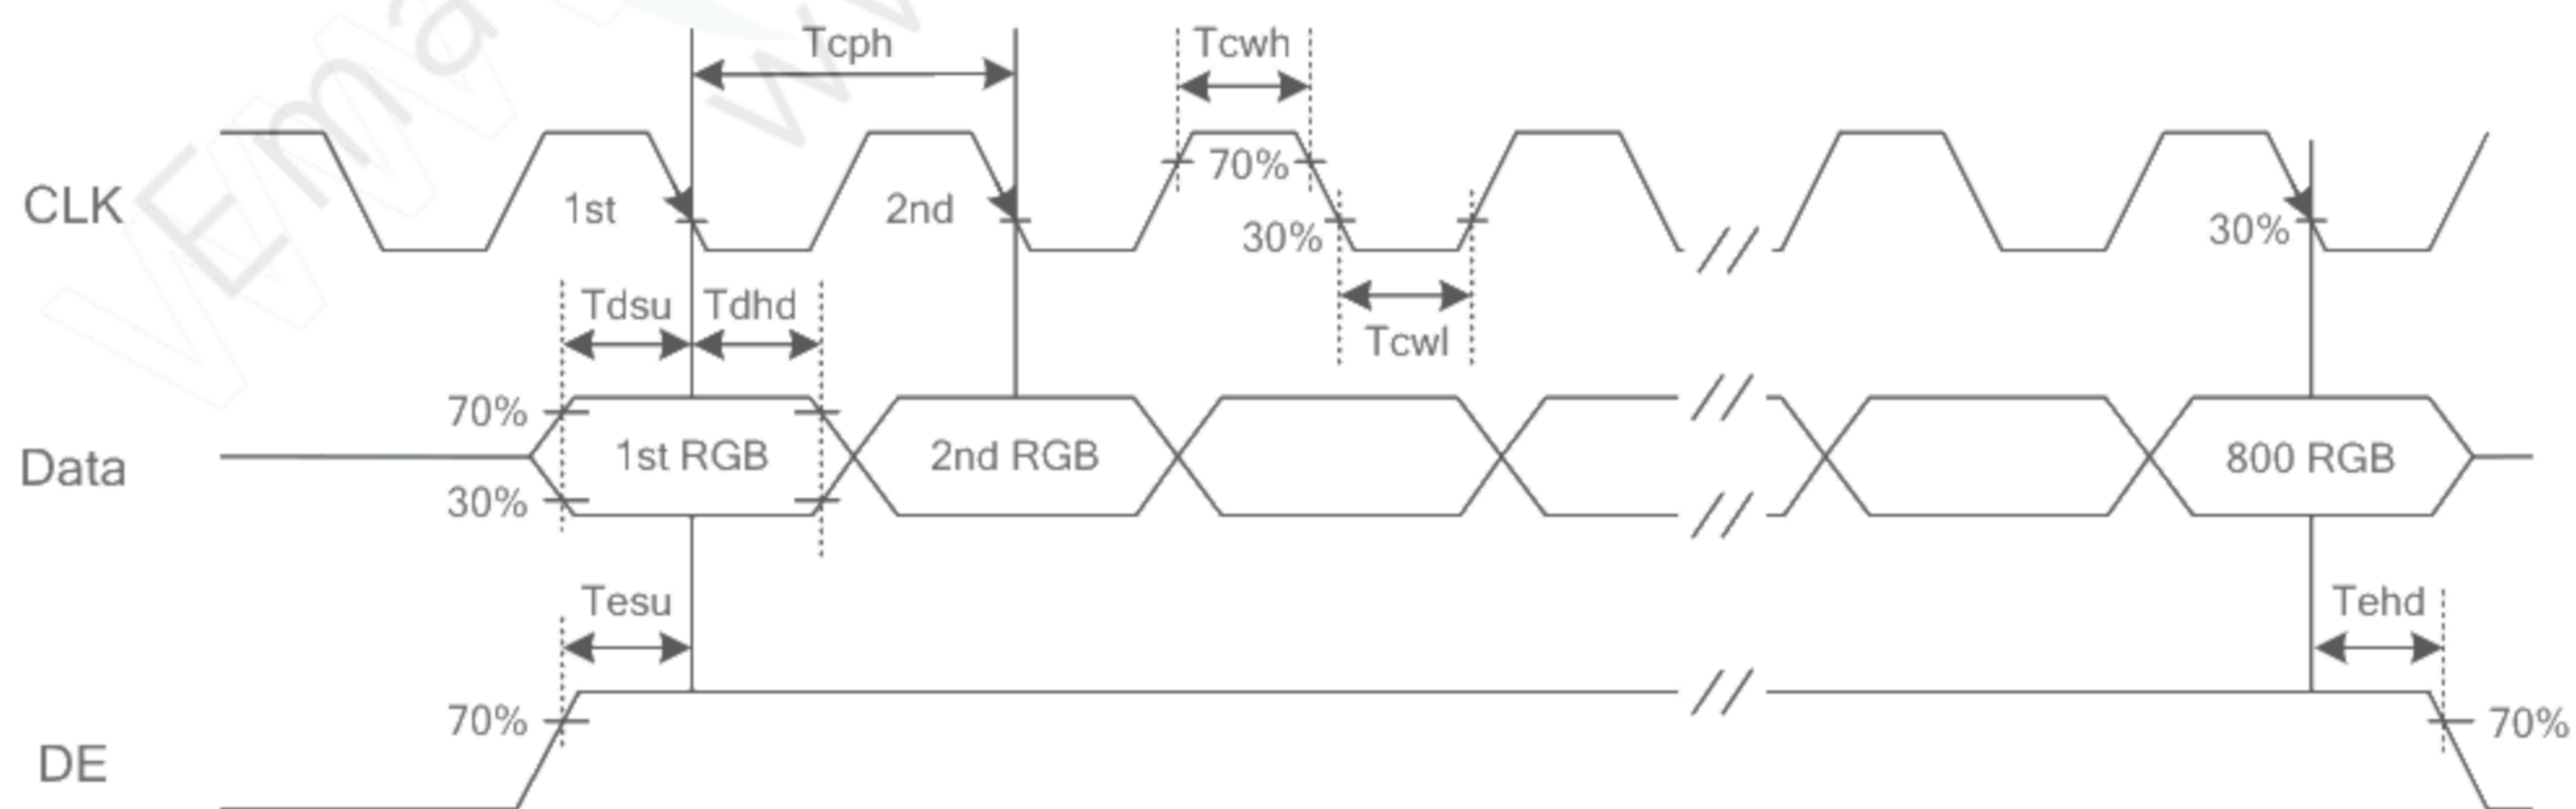 Tcph
Tcwh
CLK
1st
2nd
70%
30%
30%
Tdsu
Tdhd
Tcwl
Data
70%
30%
1st RGB
2nd RGB
800 RGB
Tesu
Tehd
70%
70%
DE
Ema